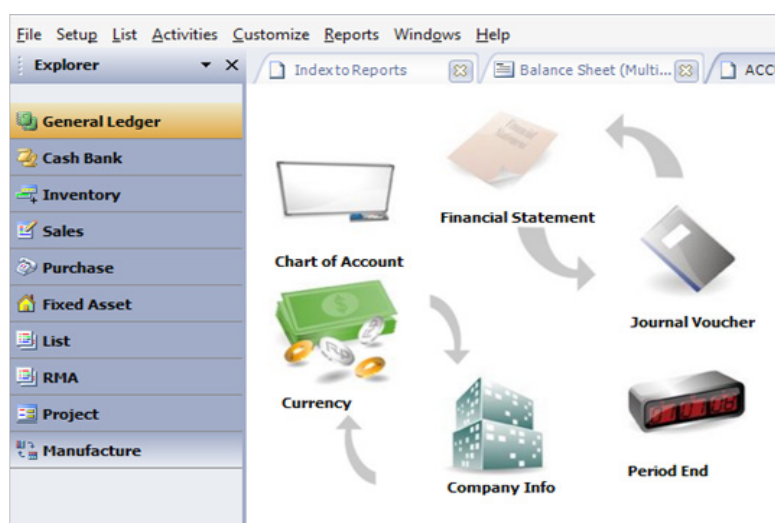 File Setup List Activities Customize Reports Windows Help
Explorer
Index to Reports
Balance Sheet (Multi...
ACC
General Ledger
Cash Bank
Inventory
Sales
Purchase
Fixed Asset
List
RMA
Project
Manufacture
Financial
Statement
Financial Statement
Chart of Account
Journal Voucher
Currency
Company Info
Period End